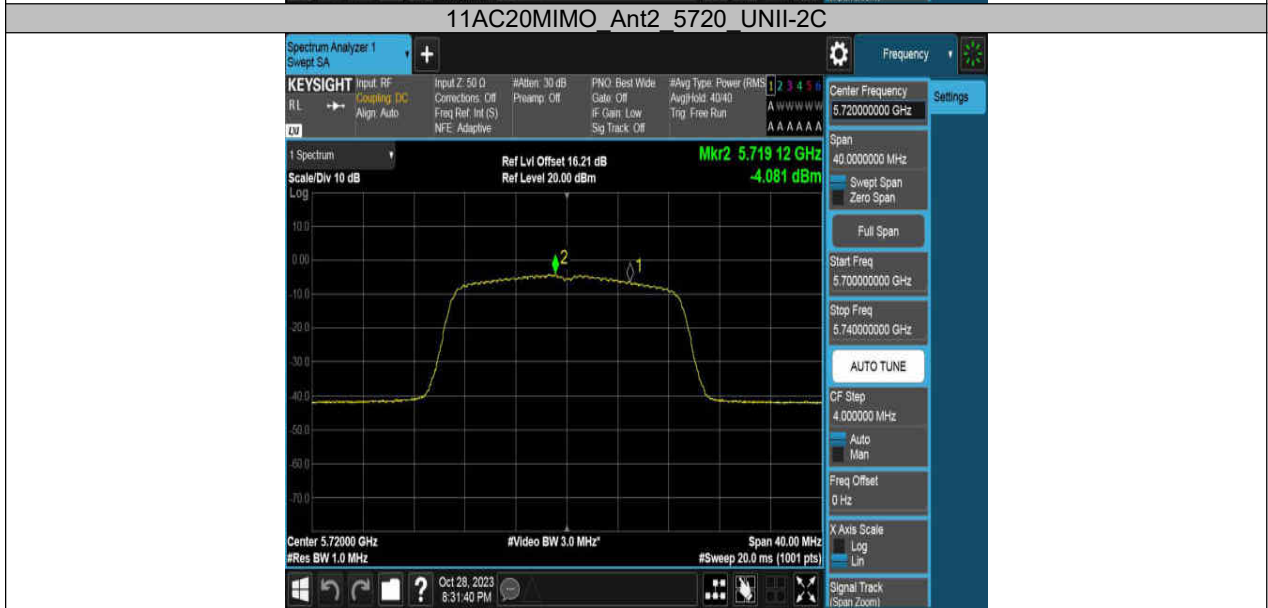 11AC20MIMO_Ant2_5720_UNII-2C
Spectrum Analyzer 1
Swept SA
+
Frequency
KEYSIGHT
RL
LXI
Input: RF
Coupling: DC
Align: Auto
Input Z: 50 Ω
Corrections: Off
Freq Ref: Int (S)
NFE: Adaptive
#Atten: 30 dB
Preamp: Off
PNO: Best Wide
Gate: Off
IF Gain: Low
Sig Track: Off
#Avg Type: Power (RMS
Avg|Hold: 40/40
Trig: Free Run
1 2 3 4 5 6
A W W W W W
A A A A A A
1 Spectrum
Scale/Div 10 dB
Log
Ref Lvl Offset 16.21 dB
Ref Level 20.00 dBm
Mkr2 5.719 12 GHz
-4.081 dBm
10.0
0.00
-10.0
-20.0
-30.0
-40.0
-50.0
-60.0
-70.0
2
1
Center 5.72000 GHz
#Res BW 1.0 MHz
#Video BW 3.0 MHz*
Span 40.00 MHz
#Sweep 20.0 ms (1001 pts)
?
Oct 28, 2023
8:31:40 PM
Center Frequency
5.720000000 GHz
Settings
Span
40.0000000 MHz
Swept Span
Zero Span
Full Span
Start Freq
5.700000000 GHz
Stop Freq
5.740000000 GHz
AUTO TUNE
CF Step
4.000000 MHz
Auto
Man
Freq Offset
0 Hz
X Axis Scale
Log
Lin
Signal Track
(Span Zoom)